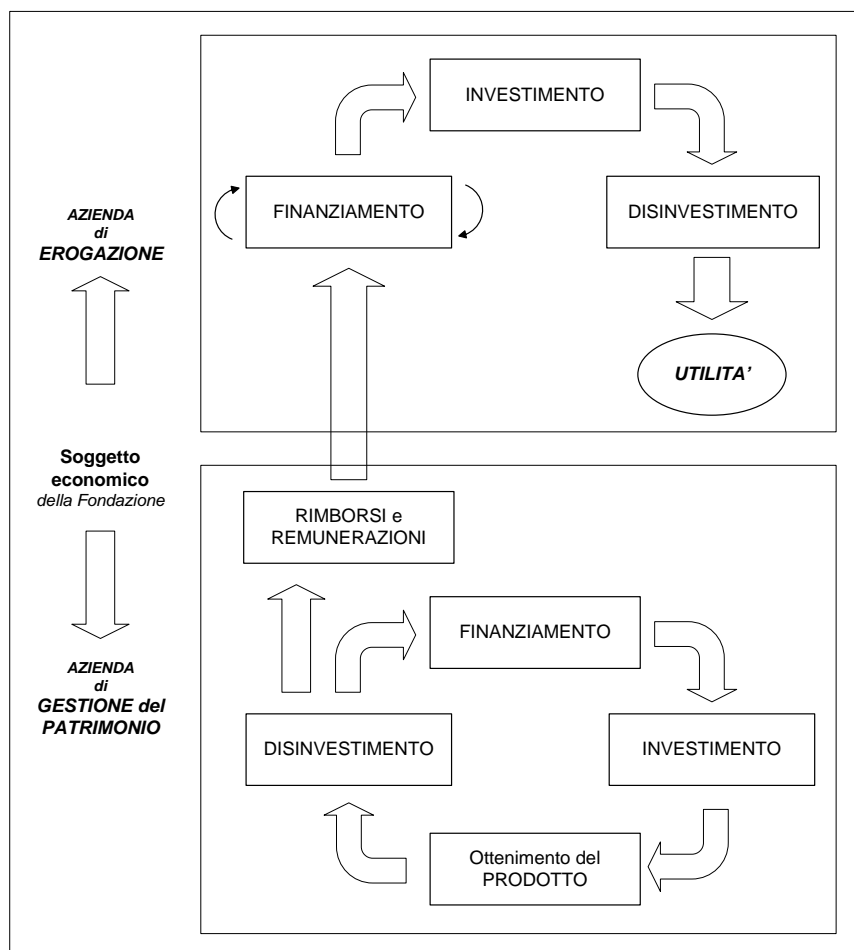 INVESTIMENTO
FINANZIAMENTO
DISINVESTIMENTO
AZIENDA
di
EROGAZIONE
UTILITA’
Soggetto
economico
della Fondazione
RIMBORSI e
REMUNERAZIONI
FINANZIAMENTO
AZIENDA
di
GESTIONE del
PATRIMONIO
DISINVESTIMENTO
INVESTIMENTO
Ottenimento del
PRODOTTO